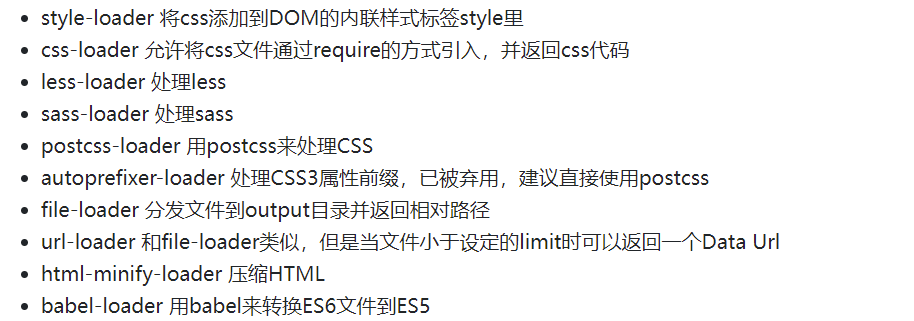 style-loader 将css添加到DOM的内联样式标签style里
css-loader 允许将css文件通过require的方式引入，并返回css代码
less-loader 处理less
sass-loader 处理sass
postcss-loader 用postcss来处理CSS
autoprefixer-loader 处理CSS3属性前缀，已被弃用，建议直接使用postcss
file-loader 分发文件到output目录并返回相对路径
url-loader 和file-loader类似，但是当文件小于设定的limit时可以返回一个Data Url
html-minify-loader 压缩HTML
babel-loader 用babel来转换ES6文件到ES5